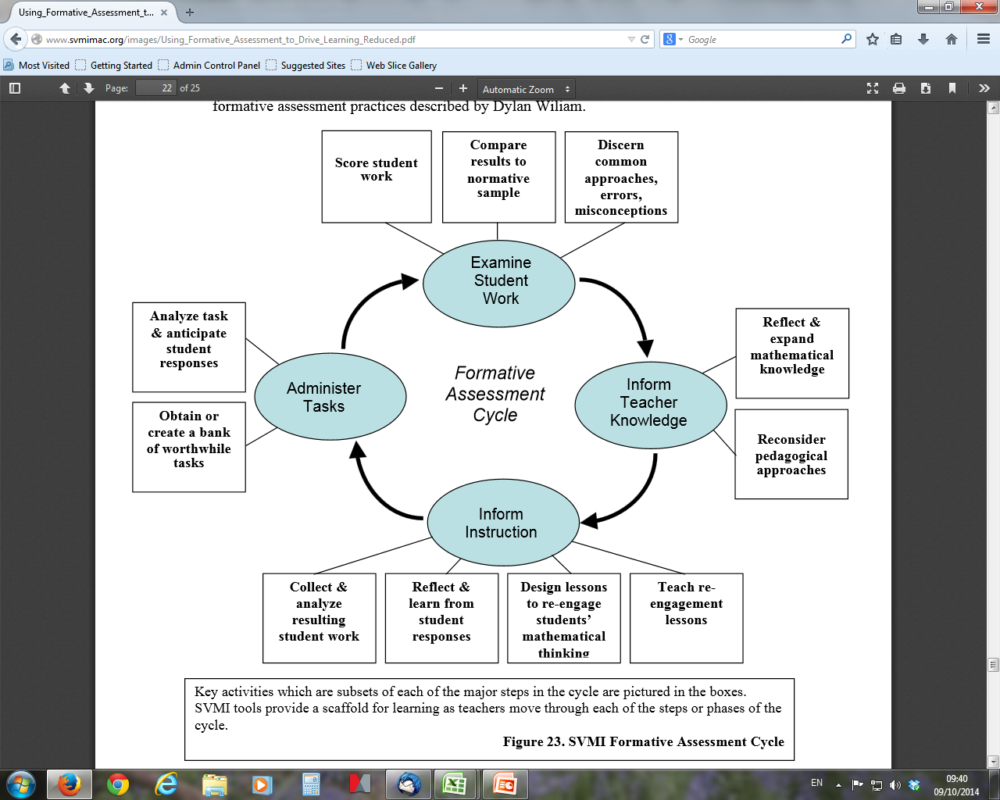 Using_Formative_Assessment_t...
www.svmimac.org/images/Using_Formative_Assessment_to_Drive_Learning_Reduced.pdf
Google
Most Visited
Getting Started
Admin Control Panel
Suggested Sites
Web Slice Gallery
Page:
22
of 25
Automatic Zoom
formative assessment practices described by Dylan Wiliam.
Score student
work
Compare
results to
normative
sample
Discern
common
approaches,
errors,
misconceptions
Examine
Student
Work
Analyze task
& anticipate
student
responses
Obtain or
create a bank
of worthwhile
tasks
Administer
Tasks
Formative
Assessment
Cycle
Inform
Teacher
Knowledge
Reflect &
expand
mathematical
knowledge
Reconsider
pedagogical
approaches
Inform
Instruction
Collect &
analyze
resulting
student work
Reflect &
learn from
student
responses
Design lessons
to re-engage
students’
mathematical
thinking
Teach re-
engagement
lessons
Key activities which are subsets of each of the major steps in the cycle are pictured in the boxes.
SVMI tools provide a scaffold for learning as teachers move through each of the steps or phases of the
cycle.
Figure 23. SVMI Formative Assessment Cycle
EN
09:40
09/10/2014